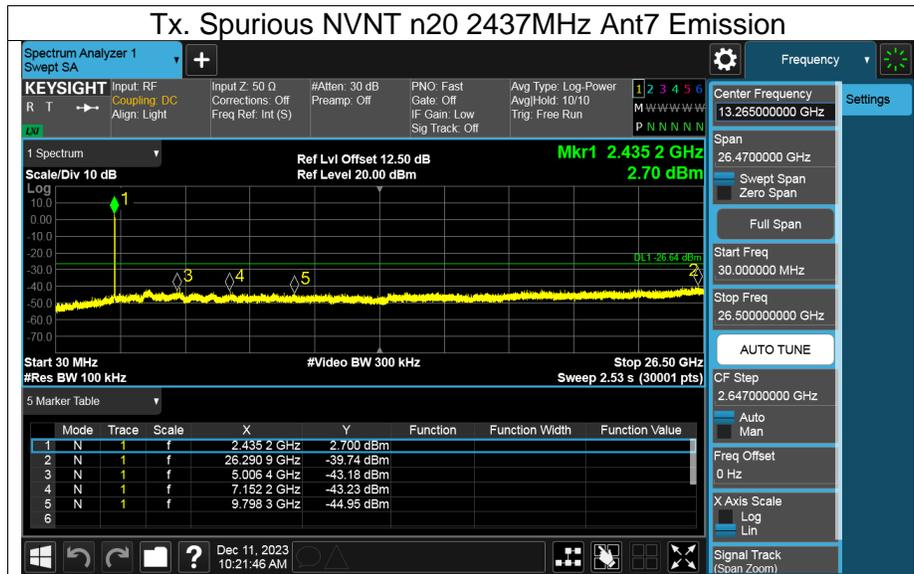 Tx. Spurious NVNT n20 2437MHz Ant7 Emission
Spectrum Analyzer 1
Swept SA
+
Frequency
KEYSIGHT
R T
LXI
Input: RF
Coupling: DC
Align: Light
Input Z: 50 Ω
Corrections: Off
Freq Ref: Int (S)
#Atten: 30 dB
Preamp: Off
PNO: Fast
Gate: Off
IF Gain: Low
Sig Track: Off
Avg Type: Log-Power
Avg|Hold: 10/10
Trig: Free Run
1 2 3 4 5 6
M W W W W W
P N N N N N
1 Spectrum
Scale/Div 10 dB
Ref Lvl Offset 12.50 dB
Ref Level 20.00 dBm
Mkr1 2.435 2 GHz
2.70 dBm
Log
10.0
0.00
-10.0
-20.0
-30.0
-40.0
-50.0
-60.0
-70.0
1
3
4
5
2
DL1 -26.64 dBm
Start 30 MHz
#Video BW 300 kHz
Stop 26.50 GHz
#Res BW 100 kHz
Sweep 2.53 s (30001 pts)
5 Marker Table
Mode Trace Scale X Y Function Function Width Function Value
1 N 1 f 2.435 2 GHz 2.700 dBm
2 N 1 f 26.290 9 GHz -39.74 dBm
3 N 1 f 5.006 4 GHz -43.18 dBm
4 N 1 f 7.152 2 GHz -43.23 dBm
5 N 1 f 9.798 3 GHz -44.95 dBm
6
?
Dec 11, 2023
10:21:46 AM
Center Frequency
13.265000000 GHz
Settings
Span
26.4700000 GHz
Swept Span
Zero Span
Full Span
Start Freq
30.000000 MHz
Stop Freq
26.500000000 GHz
AUTO TUNE
CF Step
2.647000000 GHz
Auto
Man
Freq Offset
0 Hz
X Axis Scale
Log
Lin
Signal Track
(Span Zoom)